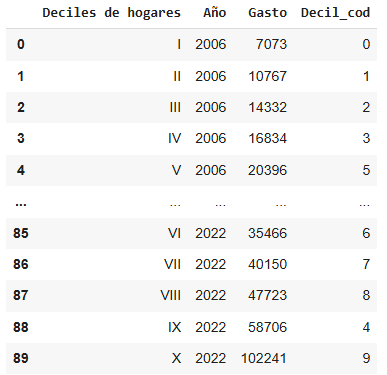 Deciles de hogares Año Gasto Decil_cod
0 I 2006 7073 0
1 II 2006 10767 1
2 III 2006 14332 2
3 IV 2006 16834 3
4 V 2006 20396 5
... ... ... ... ...
85 VI 2022 35466 6
86 VII 2022 40150 7
87 VIII 2022 47723 8
88 IX 2022 58706 4
89 X 2022 102241 9